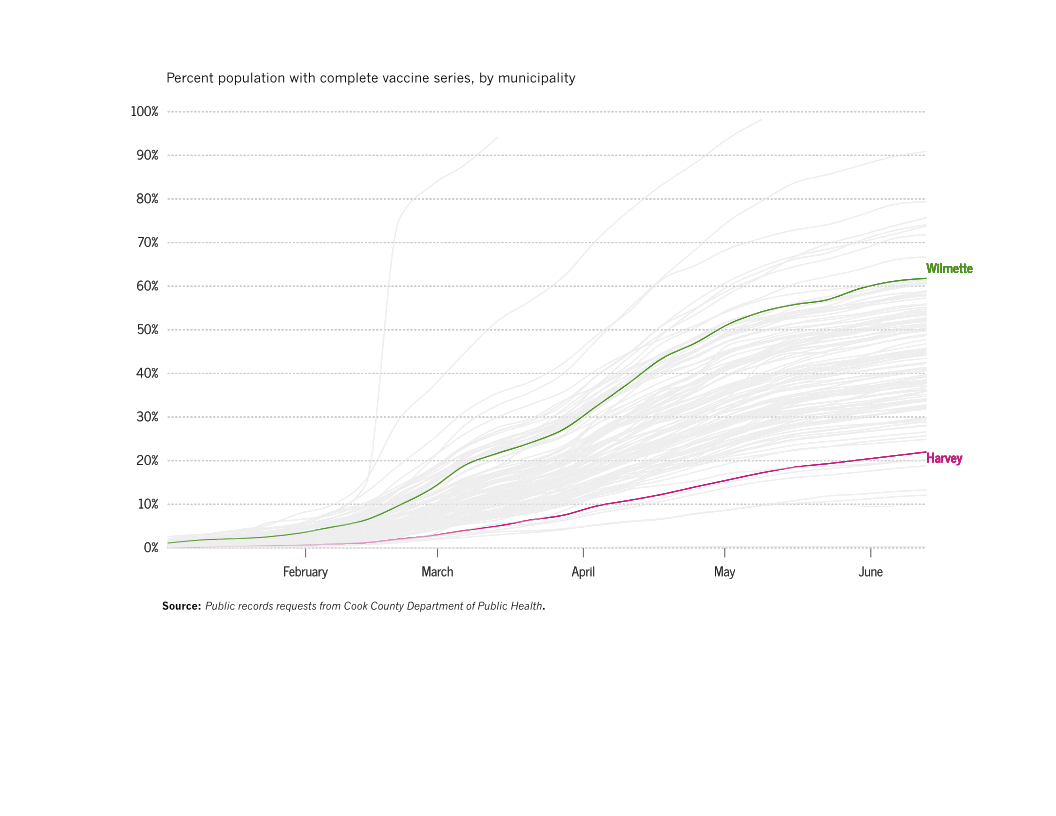 Percent population with complete vaccine series, by municipality
100%
90%
80%
70%
60%
50%
40%
30%
20%
10%
0%
Wilmette
Harvey
February March April May June
Source: Public records requests from Cook County Department of Public Health.